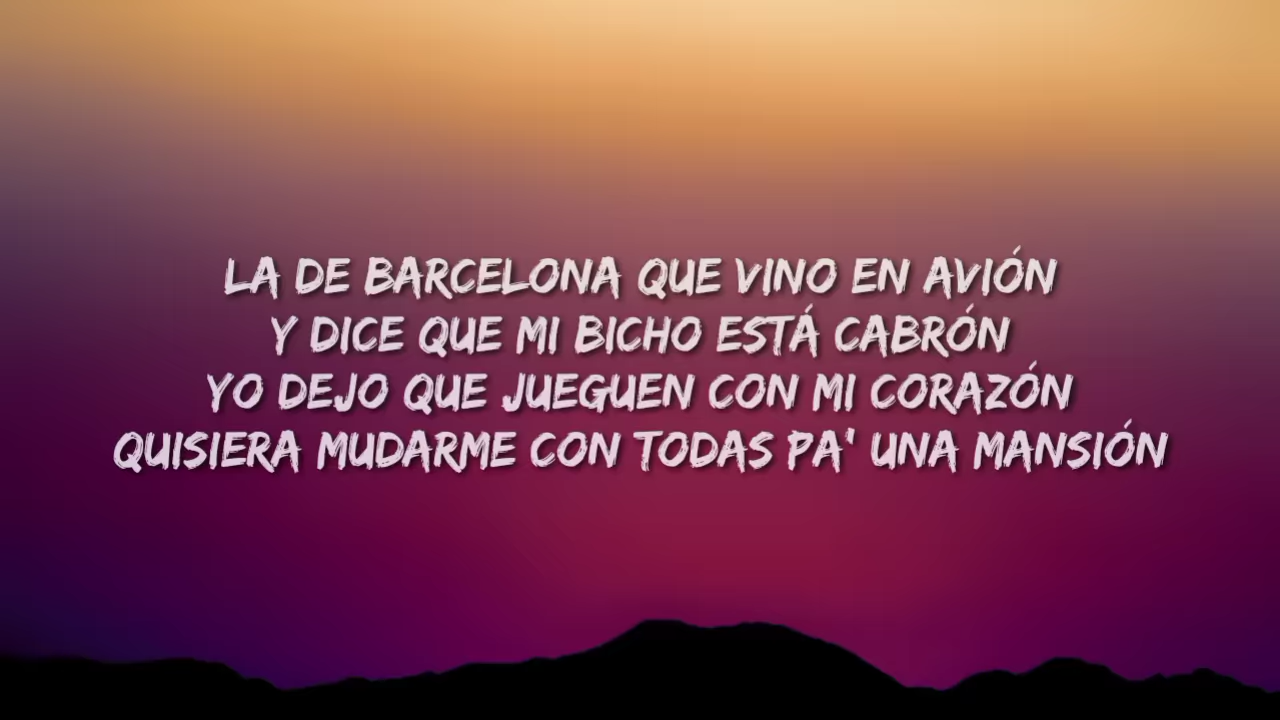 LA DE BARCELONA QUE VINO EN AVIÓN
Y DICE QUE MI BICHO ESTÁ CABRÓN
YO DEJO QUE JUEGUEN CON MI CORAZÓN
QUISIERA MUDARME CON TODAS PA' UNA MANSIÓN